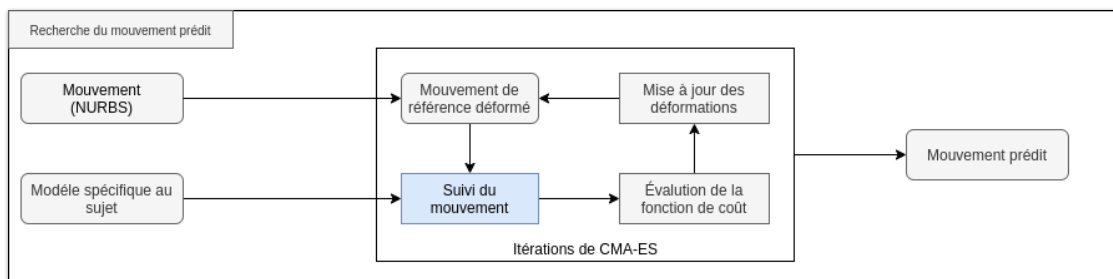 Recherche du mouvement prédit
Mouvement
(NURBS)
Mouvement de
référence déformé
Mise à jour des
déformations
Mouvement prédit
Modéle spécifique au
sujet
Suivi du
mouvement
Évalution de la
fonction de coût
Itérations de CMA-ES